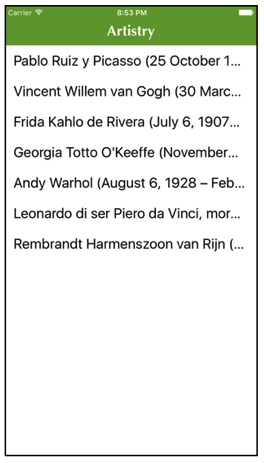 Carrier 8:53 PM
Artistry
Pablo Ruiz y Picasso (25 October 1...
Vincent Willem van Gogh (30 Marc...
Frida Kahlo de Rivera (July 6, 1907...
Georgia Totto O'Keeffe (November...
Andy Warhol (August 6, 1928 – Feb...
Leonardo di ser Piero da Vinci, mor...
Rembrandt Harmenszoon van Rijn (...